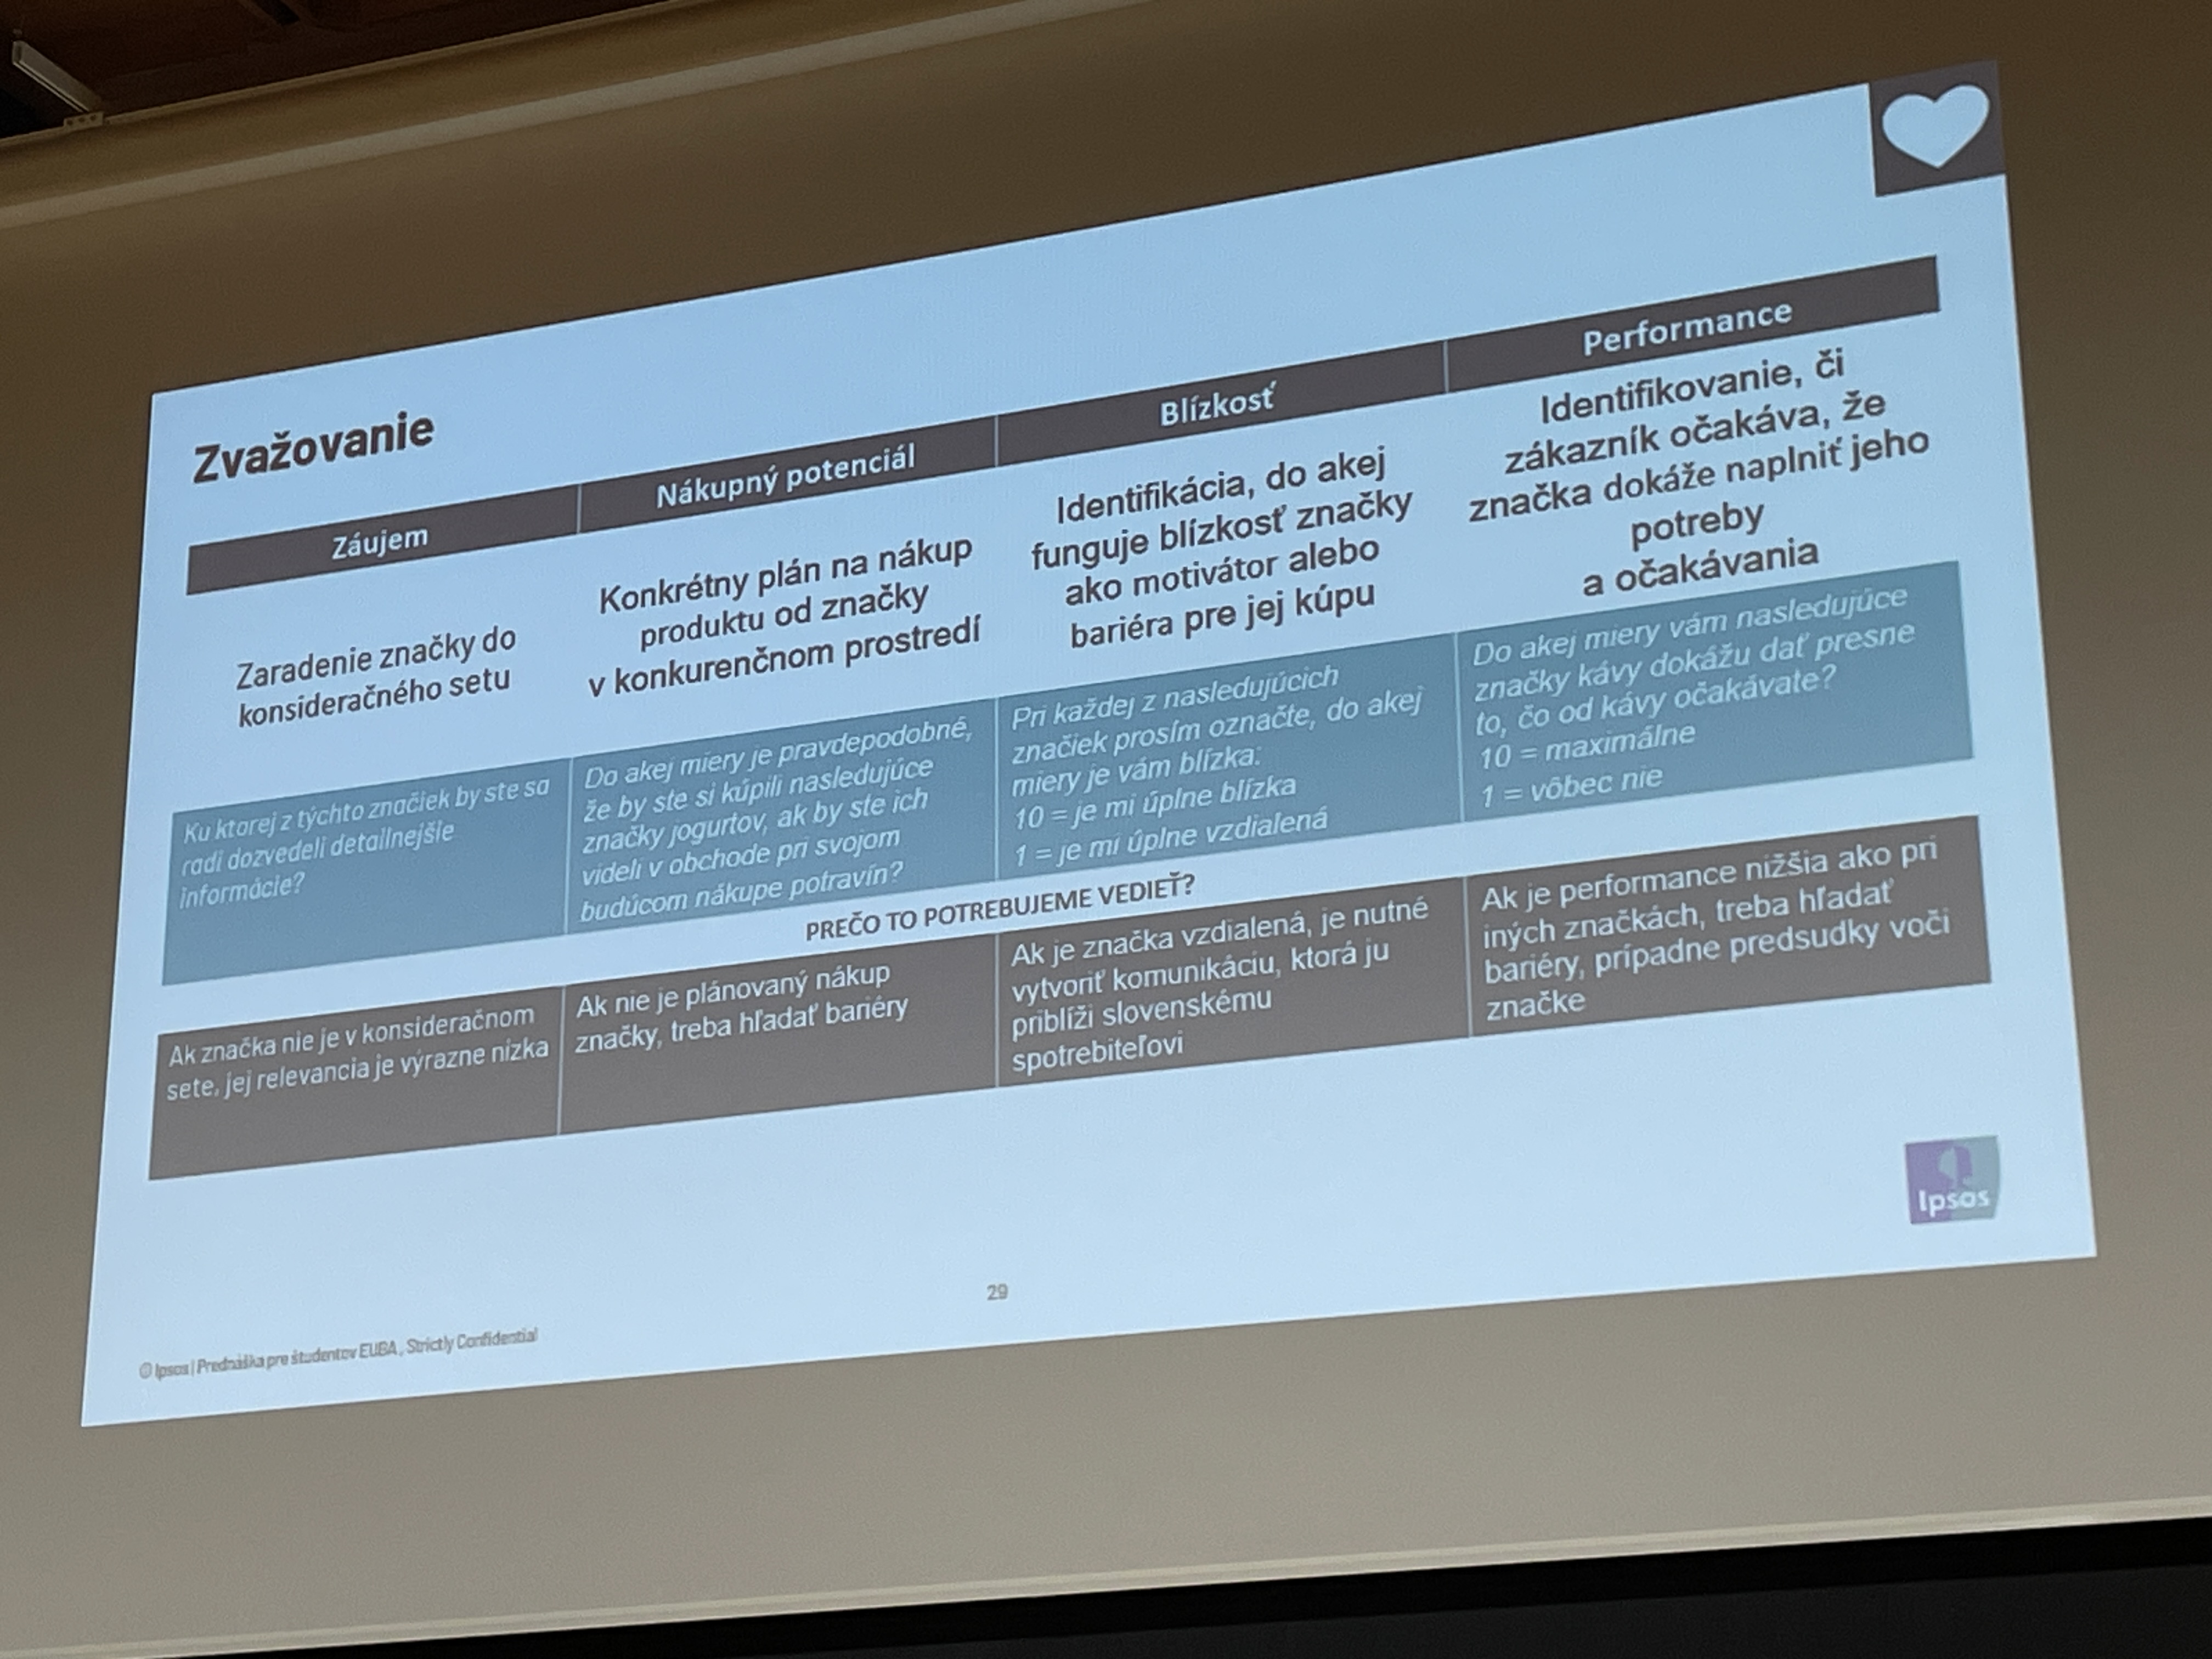 Zvažovanie
Záujem
Nákupný potenciál
Blízkosť
Performance
Zaradenie značky do
konsideračného setu
Konkrétny plán na nákup
produktu od značky
v konkurenčnom prostredí
Identifikácia, do akej
funguje blízkosť značky
ako motivátor alebo
bariéra pre jej kúpu
Identifikovanie, či
zákazník očakáva, že
značka dokáže naplniť jeho
potreby
a očakávania
Ku ktorej z týchto značiek by ste sa
radi dozvedeli detailnejšie
informácie?
Do akej miery je pravdepodobné,
že by ste si kúpili nasledujúce
značky jogurtov, ak by ste ich
videli v obchode pri svojom
budúcom nákupe potravín?
Pri každej z nasledujúcich
značiek prosím označte, do akej
miery je vám blízka:
10 = je mi úplne blízka
1 = je mi úplne vzdialená
Do akej miery vám nasledujúce
značky kávy dokážu dať presne
to, čo od kávy očakávate?
10 = maximálne
1 = vôbec nie
PREČO TO POTREBUJEME VEDIEŤ?
Ak značka nie je v konsideračnom
sete, jej relevancia je výrazne nízka
Ak nie je plánovaný nákup
značky, treba hľadať bariéry
Ak je značka vzdialená, je nutné
vytvoriť komunikáciu, ktorá ju
priblíži slovenskému
spotrebiteľovi
Ak je performance nižšia ako pri
iných značkách, treba hľadať
bariéry, prípadne predsudky voči
značke
Ipsos
29
© Ipsos | Prednáška pre študentov EUBA , Strictly Confidential